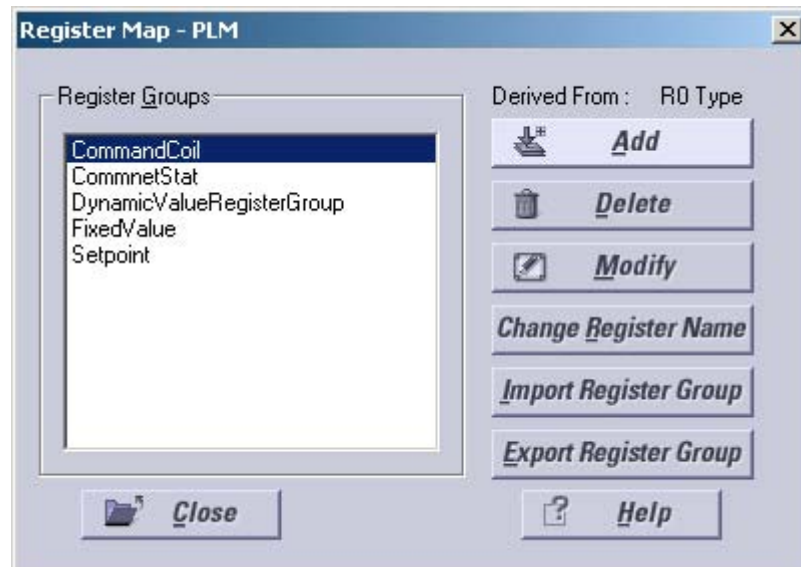 Register Map - PLM
Register Groups
Derived From : R0 Type
CommandCoil
CommnetStat
DynamicValueRegisterGroup
FixedValue
Setpoint
Add
Delete
Modify
Change Register Name
Import Register Group
Export Register Group
Close
Help